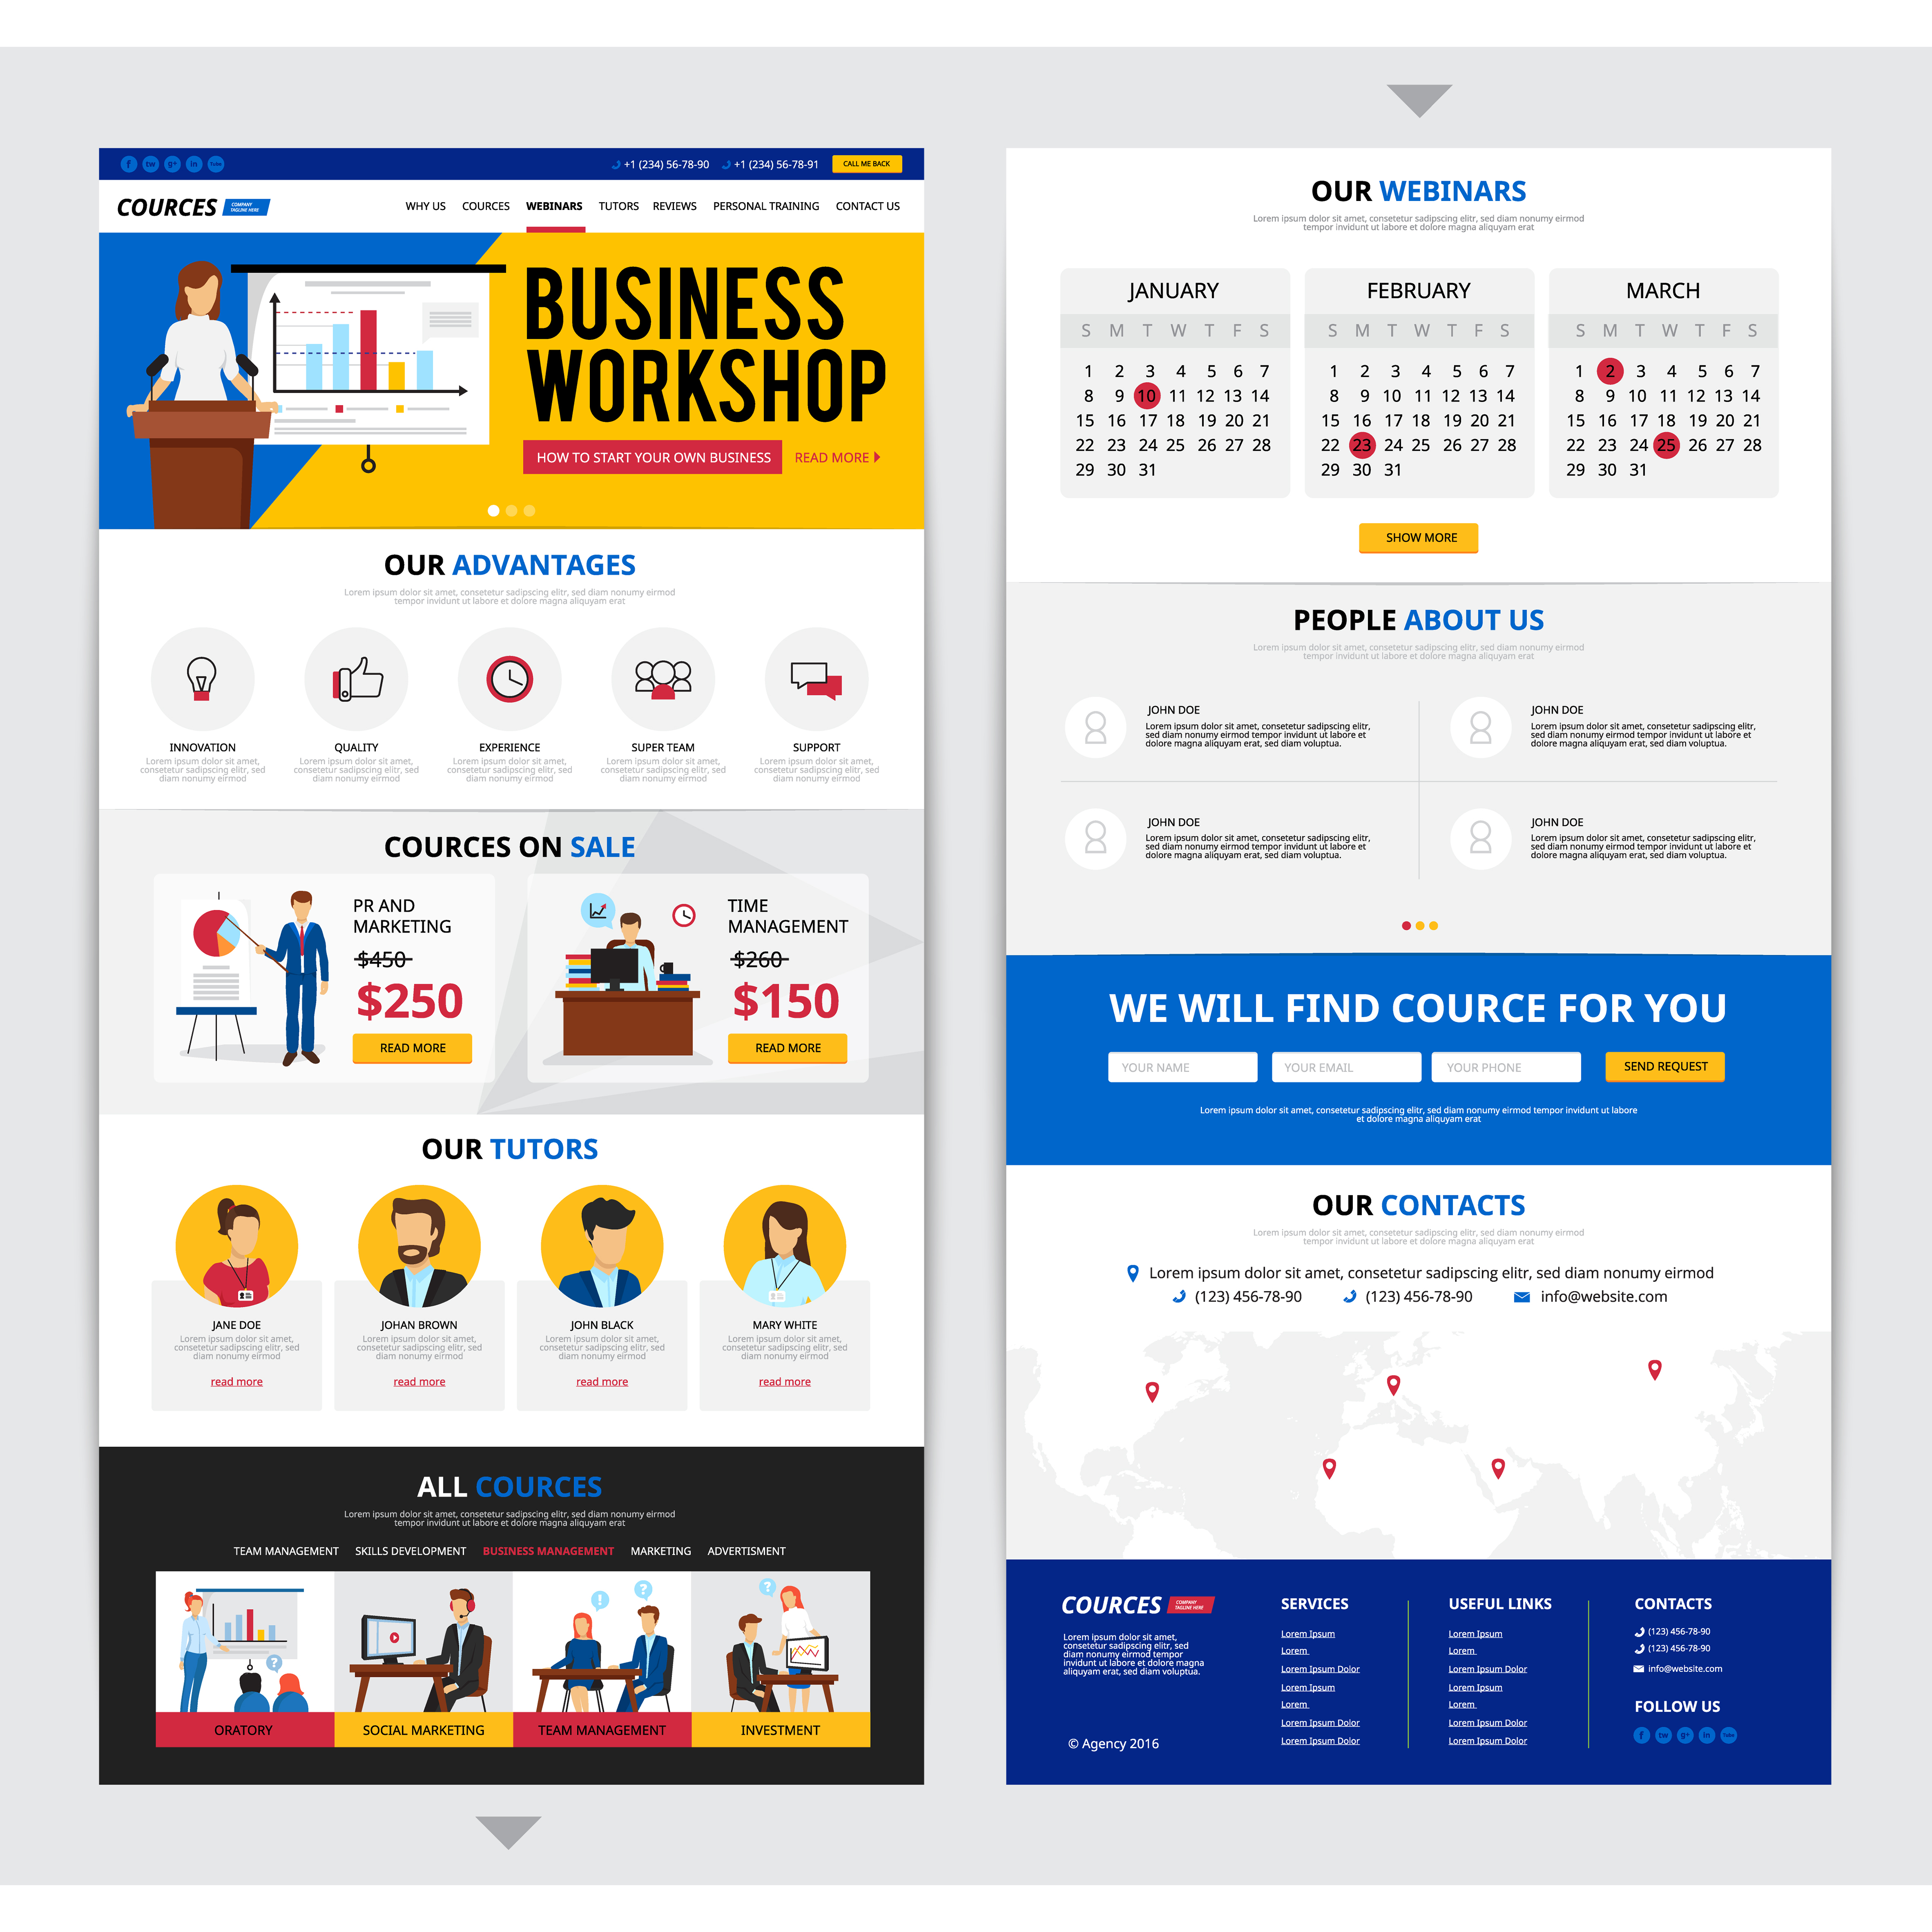 f tw g+ in Tube
+1 (234) 56-78-90 +1 (234) 56-78-91 CALL ME BACK
COURCES COMPANY
TAGLINE HERE
WHY US COURCES WEBINARS TUTORS REVIEWS PERSONAL TRAINING CONTACT US
BUSINESS
WORKSHOP
HOW TO START YOUR OWN BUSINESS READ MORE
OUR ADVANTAGES
Lorem ipsum dolor sit amet, consetetur sadipscing elitr, sed diam nonumy eirmod
tempor invidunt ut labore et dolore magna aliquyam erat
INNOVATION
Lorem ipsum dolor sit amet,
consetetur sadipscing elitr, sed
diam nonumy eirmod
QUALITY
Lorem ipsum dolor sit amet,
consetetur sadipscing elitr, sed
diam nonumy eirmod
EXPERIENCE
Lorem ipsum dolor sit amet,
consetetur sadipscing elitr, sed
diam nonumy eirmod
SUPER TEAM
Lorem ipsum dolor sit amet,
consetetur sadipscing elitr, sed
diam nonumy eirmod
SUPPORT
Lorem ipsum dolor sit amet,
consetetur sadipscing elitr, sed
diam nonumy eirmod
COURCES ON SALE
PR AND
MARKETING
$450
$250
READ MORE
TIME
MANAGEMENT
$260
$150
READ MORE
OUR TUTORS
JANE DOE
Lorem ipsum dolor sit amet,
consetetur sadipscing elitr, sed
diam nonumy eirmod
read more
JOHAN BROWN
Lorem ipsum dolor sit amet,
consetetur sadipscing elitr, sed
diam nonumy eirmod
read more
JOHN BLACK
Lorem ipsum dolor sit amet,
consetetur sadipscing elitr, sed
diam nonumy eirmod
read more
MARY WHITE
Lorem ipsum dolor sit amet,
consetetur sadipscing elitr, sed
diam nonumy eirmod
read more
ALL COURCES
Lorem ipsum dolor sit amet, consetetur sadipscing elitr, sed diam nonumy eirmod
tempor invidunt ut labore et dolore magna aliquyam erat
TEAM MANAGEMENT SKILLS DEVELOPMENT BUSINESS MANAGEMENT MARKETING ADVERTISMENT
? ! ? ?
ORATORY SOCIAL MARKETING TEAM MANAGEMENT INVESTMENT
OUR WEBINARS
Lorem ipsum dolor sit amet, consetetur sadipscing elitr, sed diam nonumy eirmod
tempor invidunt ut labore et dolore magna aliquyam erat
JANUARY
S M T W T F S
1 2 3 4 5 6 7
8 9 10 11 12 13 14
15 16 17 18 19 20 21
22 23 24 25 26 27 28
29 30 31
FEBRUARY
S M T W T F S
1 2 3 4 5 6 7
8 9 10 11 12 13 14
15 16 17 18 19 20 21
22 23 24 25 26 27 28
29 30 31
MARCH
S M T W T F S
1 2 3 4 5 6 7
8 9 10 11 12 13 14
15 16 17 18 19 20 21
22 23 24 25 26 27 28
29 30 31
SHOW MORE
PEOPLE ABOUT US
Lorem ipsum dolor sit amet, consetetur sadipscing elitr, sed diam nonumy eirmod
tempor invidunt ut labore et dolore magna aliquyam erat
JOHN DOE
Lorem ipsum dolor sit amet, consetetur sadipscing elitr,
sed diam nonumy eirmod tempor invidunt ut labore et
dolore magna aliquyam erat, sed diam voluptua.
JOHN DOE
Lorem ipsum dolor sit amet, consetetur sadipscing elitr,
sed diam nonumy eirmod tempor invidunt ut labore et
dolore magna aliquyam erat, sed diam voluptua.
JOHN DOE
Lorem ipsum dolor sit amet, consetetur sadipscing elitr,
sed diam nonumy eirmod tempor invidunt ut labore et
dolore magna aliquyam erat, sed diam voluptua.
JOHN DOE
Lorem ipsum dolor sit amet, consetetur sadipscing elitr,
sed diam nonumy eirmod tempor invidunt ut labore et
dolore magna aliquyam erat, sed diam voluptua.
WE WILL FIND COURCE FOR YOU
YOUR NAME YOUR EMAIL YOUR PHONE SEND REQUEST
Lorem ipsum dolor sit amet, consetetur sadipscing elitr, sed diam nonumy eirmod tempor invidunt ut labore
et dolore magna aliquyam erat
OUR CONTACTS
Lorem ipsum dolor sit amet, consetetur sadipscing elitr, sed diam nonumy eirmod
tempor invidunt ut labore et dolore magna aliquyam erat
Lorem ipsum dolor sit amet, consetetur sadipscing elitr, sed diam nonumy eirmod
(123) 456-78-90 (123) 456-78-90 info@website.com
COURCES COMPANY
TAGLINE HERE
Lorem ipsum dolor sit amet,
consetetur sadipscing elitr, sed
diam nonumy eirmod tempor
invidunt ut labore et dolore magna
aliquyam erat, sed diam voluptua.
© Agency 2016
SERVICES
Lorem Ipsum
Lorem
Lorem Ipsum Dolor
Lorem Ipsum
Lorem
Lorem Ipsum Dolor
Lorem Ipsum Dolor
USEFUL LINKS
Lorem Ipsum
Lorem
Lorem Ipsum Dolor
Lorem Ipsum
Lorem
Lorem Ipsum Dolor
Lorem Ipsum Dolor
CONTACTS
(123) 456-78-90
(123) 456-78-90
info@website.com
FOLLOW US
f tw g+ in Tube